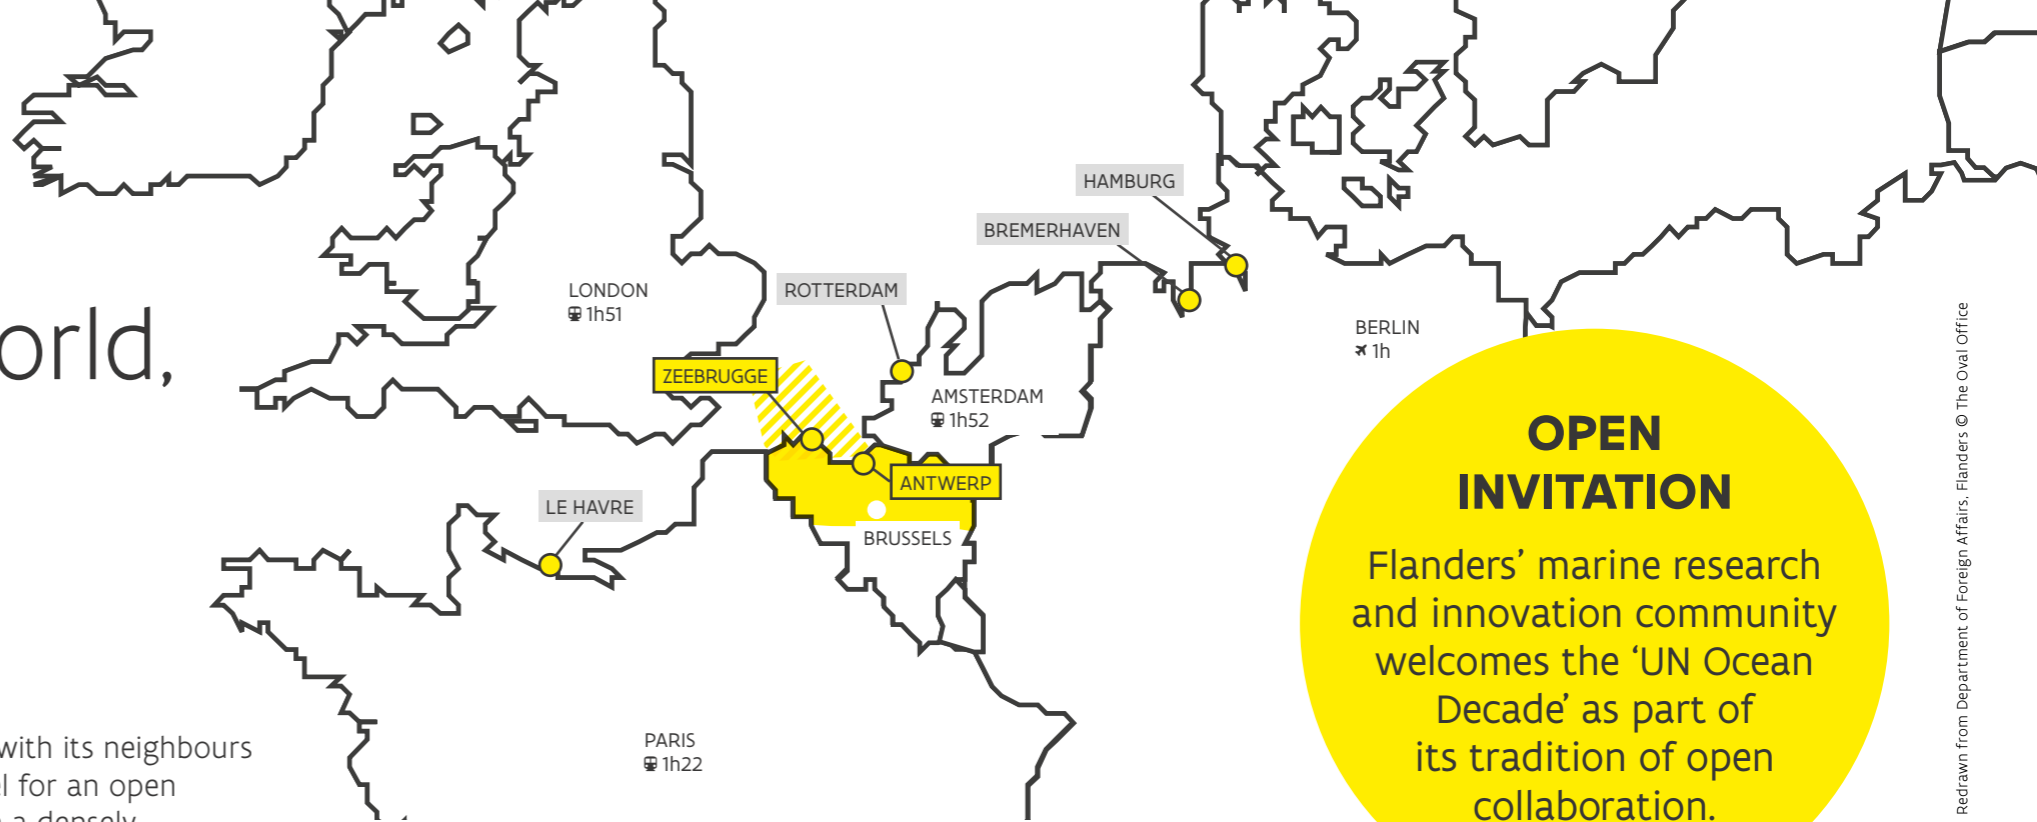 HAMBURG
BREMERHAVEN
LONDON
1h51
ROTTERDAM
BERLIN
1h
orld,
ZEEBRUGGE
AMSTERDAM
1h52
ANTWERP
LE HAVRE
BRUSSELS
PARIS
1h22
with its neighbours
l for an open
a densely
OPEN
INVITATION
Flanders’ marine research
and innovation community
welcomes the ‘UN Ocean
Decade’ as part of
its tradition of open
collaboration.
Redrawn from Department of Foreign Affairs, Flanders © The Oval Office